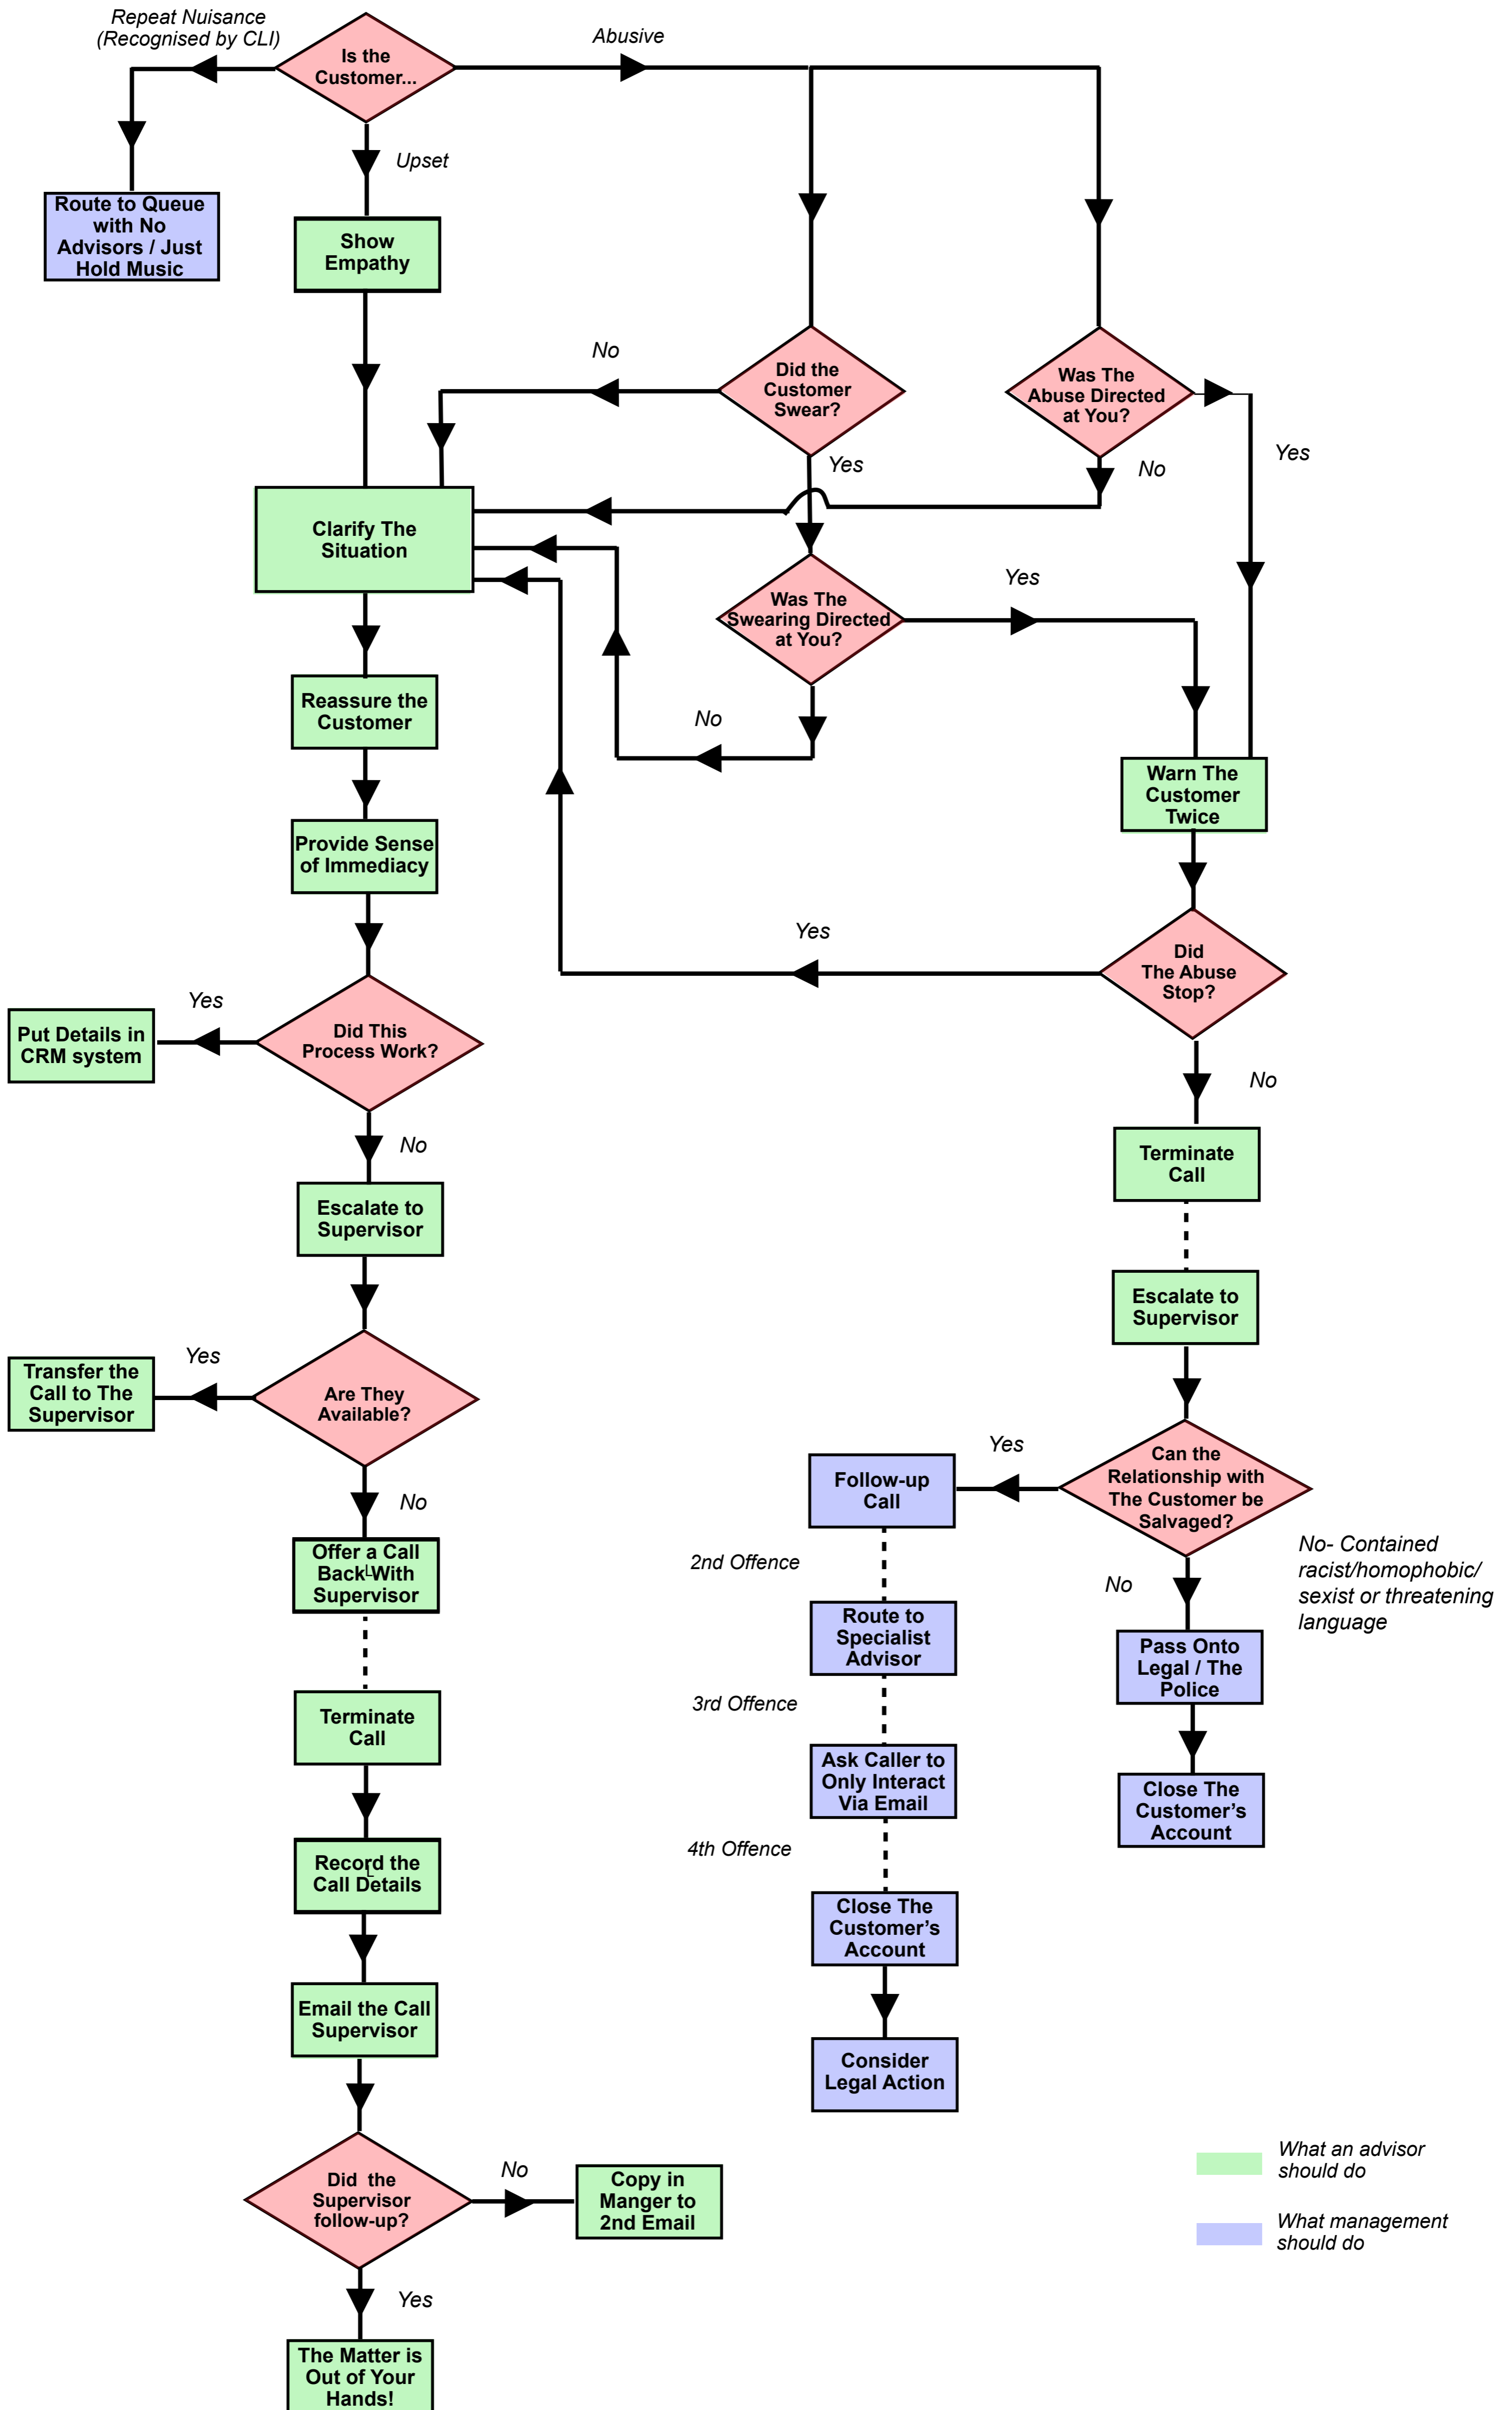 Repeat Nuisance
(Recognised by CLI)
Is the
Customer...
Abusive
Upset
Route to Queue
with No
Advisors / Just
Hold Music
Show
Empathy
No
Did the
Customer
Swear?
Was The
Abuse Directed
at You?
Yes
Yes
No
Clarify The
Situation
Was The
Swearing Directed
at You?
Yes
Reassure the
Customer
No
Warn The
Customer
Twice
Provide Sense
of Immediacy
Yes
Did
The Abuse
Stop?
Yes
Put Details in
CRM system
Did This
Process Work?
No
No
Terminate
Call
Escalate to
Supervisor
Escalate to
Supervisor
Yes
Transfer the
Call to The
Supervisor
Are They
Available?
Yes
Follow-up
Call
Can the
Relationship with
The Customer be
Salvaged?
No
No- Contained
racist/homophobic/
sexist or threatening
language
Offer a Call
Back With
Supervisor
2nd Offence
No
Route to
Specialist
Advisor
Pass Onto
Legal / The
Police
Terminate
Call
3rd Offence
Ask Caller to
Only Interact
Via Email
Close The
Customer's
Account
4th Offence
Record the
Call Details
Close The
Customer's
Account
Email the Call
Supervisor
Consider
Legal Action
Did the
Supervisor
follow-up?
No
Copy in
Manger to
2nd Email
What an advisor
should do
What management
should do
Yes
The Matter is
Out of Your
Hands!